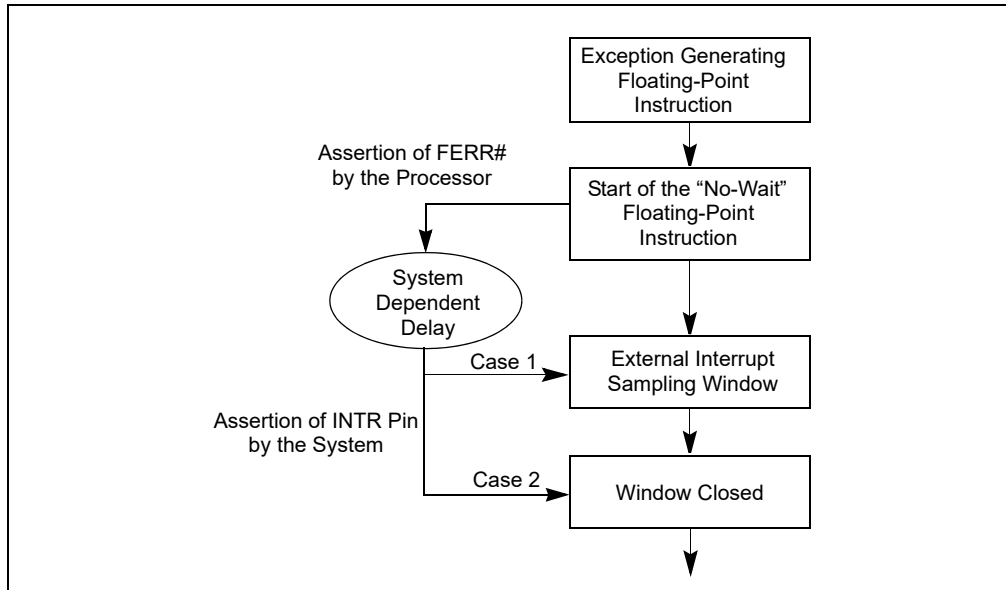 Exception Generating
Floating-Point
Instruction
Assertion of FERR#
by the Processor
Start of the “No-Wait”
Floating-Point
Instruction
System
Dependent
Delay
Case 1
External Interrupt
Sampling Window
Assertion of INTR Pin
by the System
Case 2
Window Closed